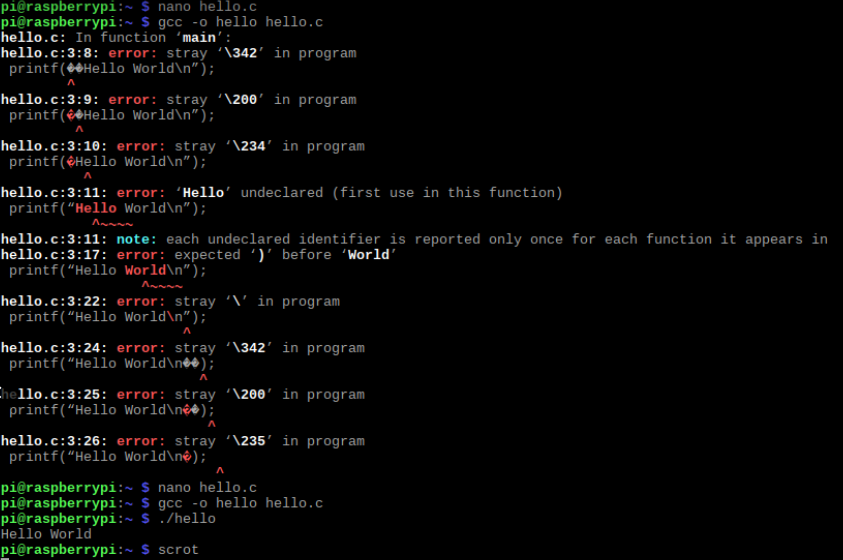 pi@raspberrypi:~ $ nano hello.c
pi@raspberrypi:~ $ gcc -o hello hello.c
hello.c: In function ‘main’:
hello.c:3:8: error: stray ‘\342’ in program
 printf(��Hello World\n”);
        ^
hello.c:3:9: error: stray ‘\200’ in program
 printf(��Hello World\n”);
         ^
hello.c:3:10: error: stray ‘\234’ in program
 printf(�Hello World\n”);
          ^
hello.c:3:11: error: ‘Hello’ undeclared (first use in this function)
 printf(“Hello World\n”);
           ^~~~~
hello.c:3:11: note: each undeclared identifier is reported only once for each function it appears in
hello.c:3:17: error: expected ‘)’ before ‘World’
 printf(“Hello World\n”);
                 ^~~~~
hello.c:3:22: error: stray ‘\’ in program
 printf(“Hello World\n”);
                      ^
hello.c:3:24: error: stray ‘\342’ in program
 printf(“Hello World\n��);
                        ^
hello.c:3:25: error: stray ‘\200’ in program
 printf(“Hello World\n��);
                         ^
hello.c:3:26: error: stray ‘\235’ in program
 printf(“Hello World\n�);
                          ^
pi@raspberrypi:~ $ nano hello.c
pi@raspberrypi:~ $ gcc -o hello hello.c
pi@raspberrypi:~ $ ./hello
Hello World
pi@raspberrypi:~ $ scrot